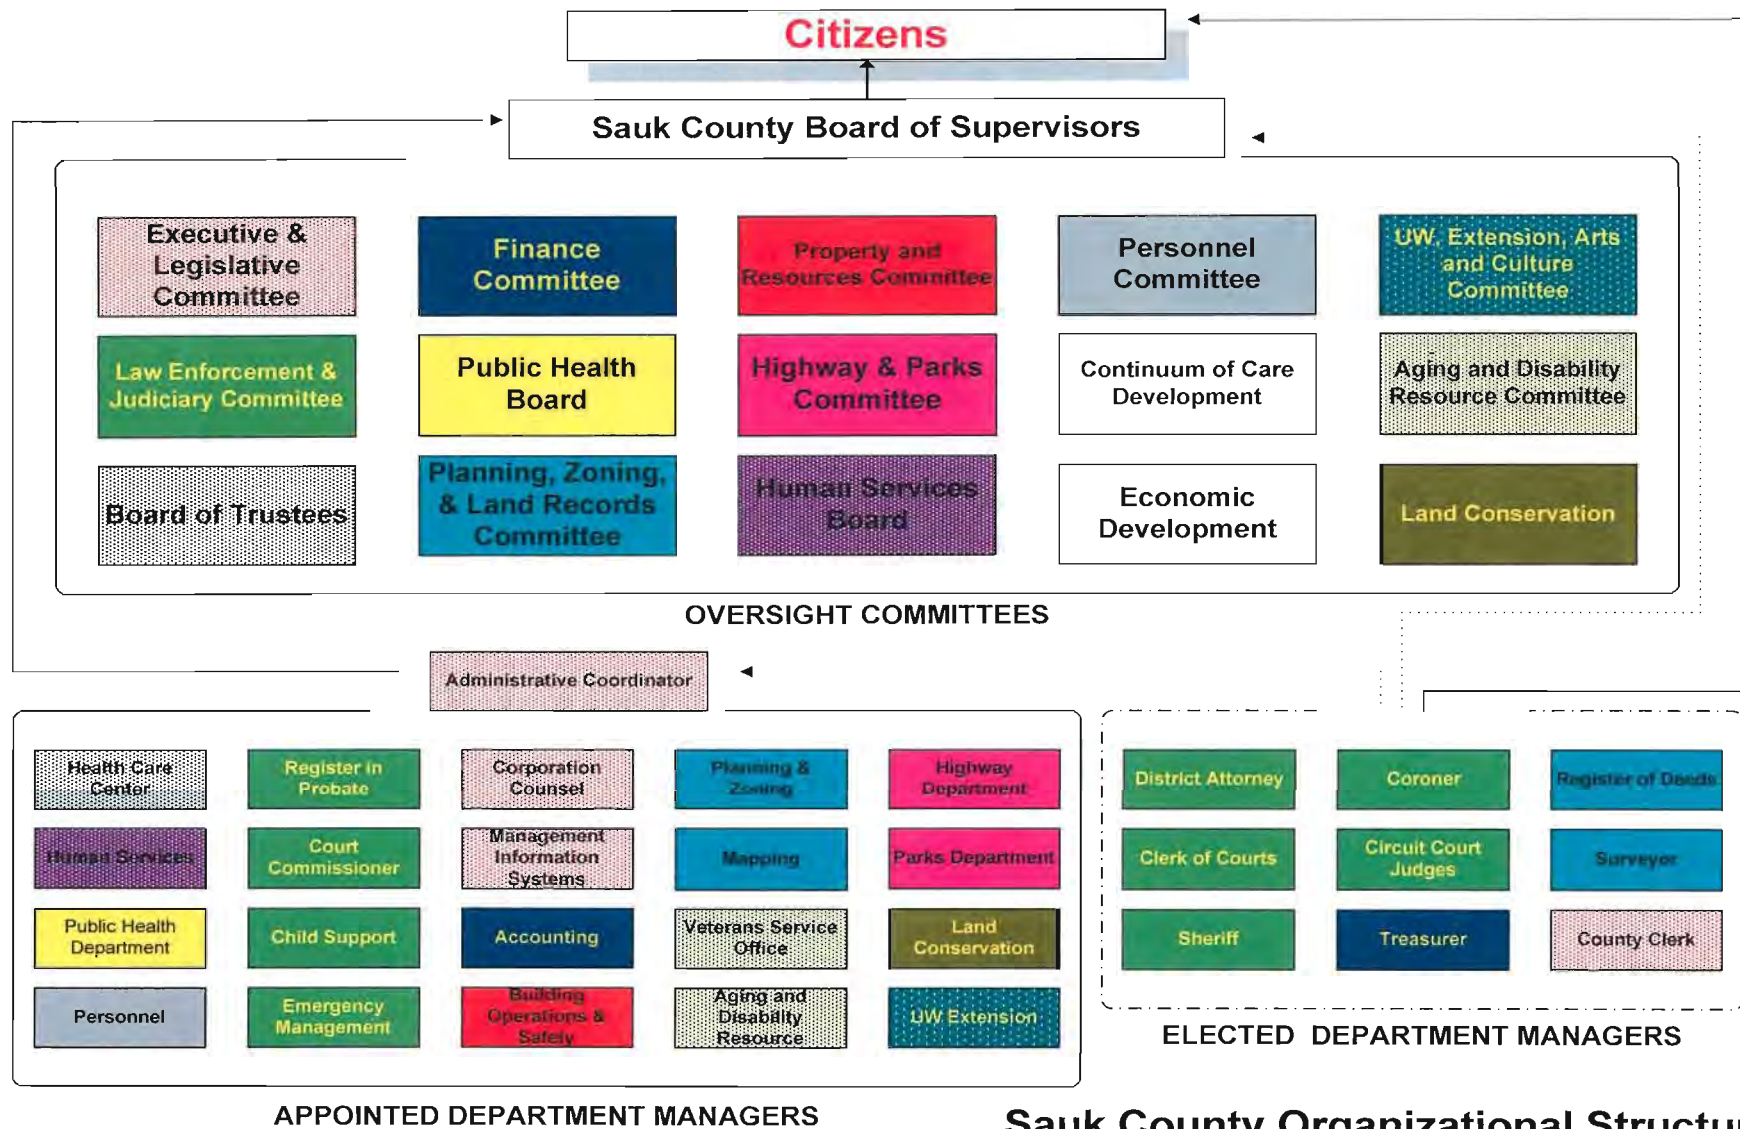 Citizens
Sauk County Board of Supervisors
Executive &
Legislative
Committee
Finance
Committee
Property and
Resources Committee
Personnel
Committee
UW, Extension, Arts
and Culture
Committee
Law Enforcement &
Judiciary Committee
Public Health
Board
Highway & Parks
Committee
Continuum of Care
Development
Aging and Disability
Resource Committee
Board of Trustees
Planning, Zoning,
& Land Records
Committee
Human Services
Board
Economic
Development
Land Conservation
OVERSIGHT COMMITTEES
Administrative Coordinator
Health Care
Center
Register in
Probate
Corporation
Counsel
Planning &
Zoning
Highway
Department
Human Services
Court
Commissioner
Management
Information
Systems
Mapping
Parks Department
Public Health
Department
Child Support
Accounting
Veterans Service
Office
Land
Conservation
Personnel
Emergency
Management
Building
Operations &
Safety
Aging and
Disability
Resource
UW Extension
APPOINTED DEPARTMENT MANAGERS
District Attorney
Coroner
Register of Deeds
Clerk of Courts
Circuit Court
Judges
Surveyor
Sheriff
Treasurer
County Clerk
ELECTED DEPARTMENT MANAGERS
Sauk County Organizational Structur